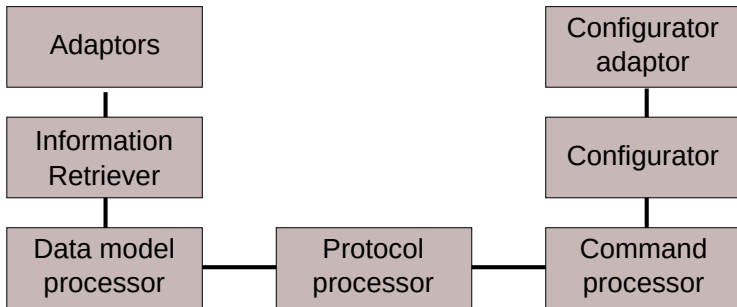 Adaptors
Configurator
adaptor
Information
Retriever
Configurator
Data model
processor
Protocol
processor
Command
processor